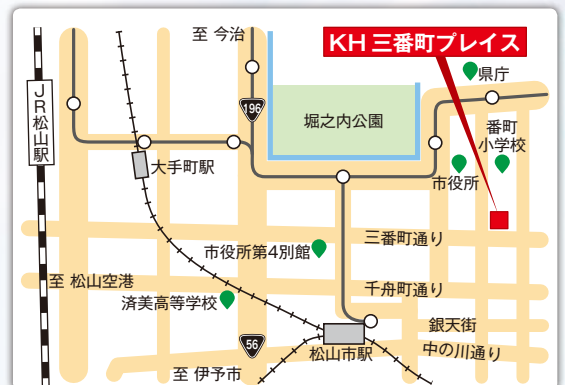 至 今治
KH 三番町プレイス
県庁
JR松山駅
196
堀之内公園
番町
小学校
大手町駅
市役所
三番町通り
市役所第4別館
至 松山空港
千舟町通り
済美高等学校
銀天街
56
松山市駅
中の川通り
至 伊予市